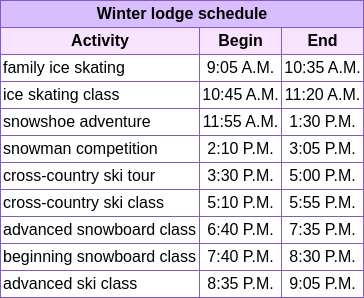 Winter lodge schedule
Activity Begin End
family ice skating 9:05 A.M. 10:35 A.M.
ice skating class 10:45 A.M. 11:20 A.M.
snowshoe adventure 11:55 A.M. 1:30 P.M.
snowman competition 2:10 P.M. 3:05 P.M.
cross-country ski tour 3:30 P.M. 5:00 P.M.
cross-country ski class 5:10 P.M. 5:55 P.M.
advanced snowboard class 6:40 P.M. 7:35 P.M.
beginning snowboard class 7:40 P.M. 8:30 P.M.
advanced ski class 8:35 P.M. 9:05 P.M.